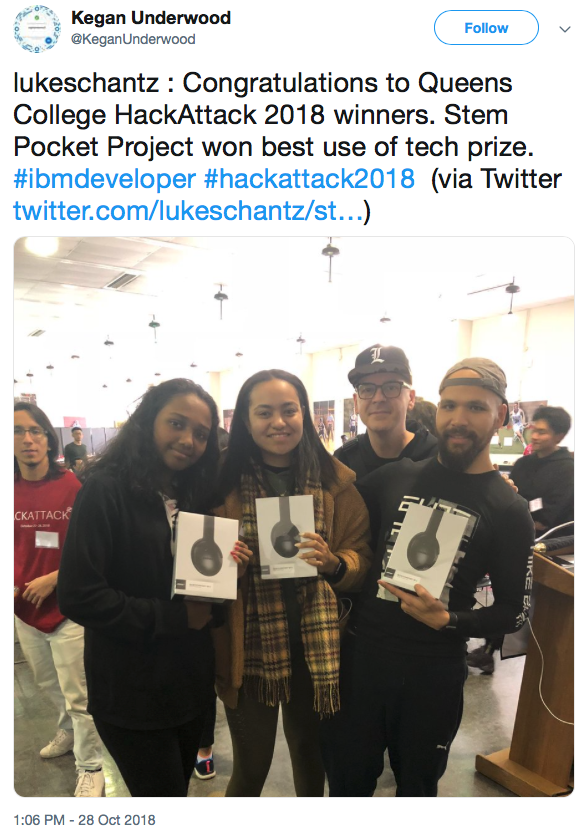 Kegan Underwood
@KeganUnderwood
Follow
lukeschantz : Congratulations to Queens
College HackAttack 2018 winners. Stem
Pocket Project won best use of tech prize.
#ibmdeveloper #hackattack2018 (via Twitter
twitter.com/lukeschantz/st…)
L
CKATTACK
1:06 PM - 28 Oct 2018